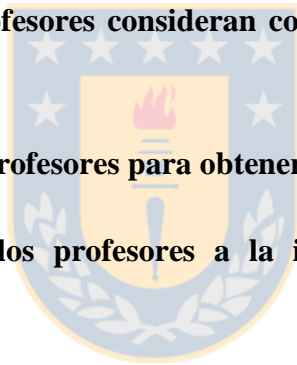 fesores consideran co
rofesores para obtener
los profesores a la i